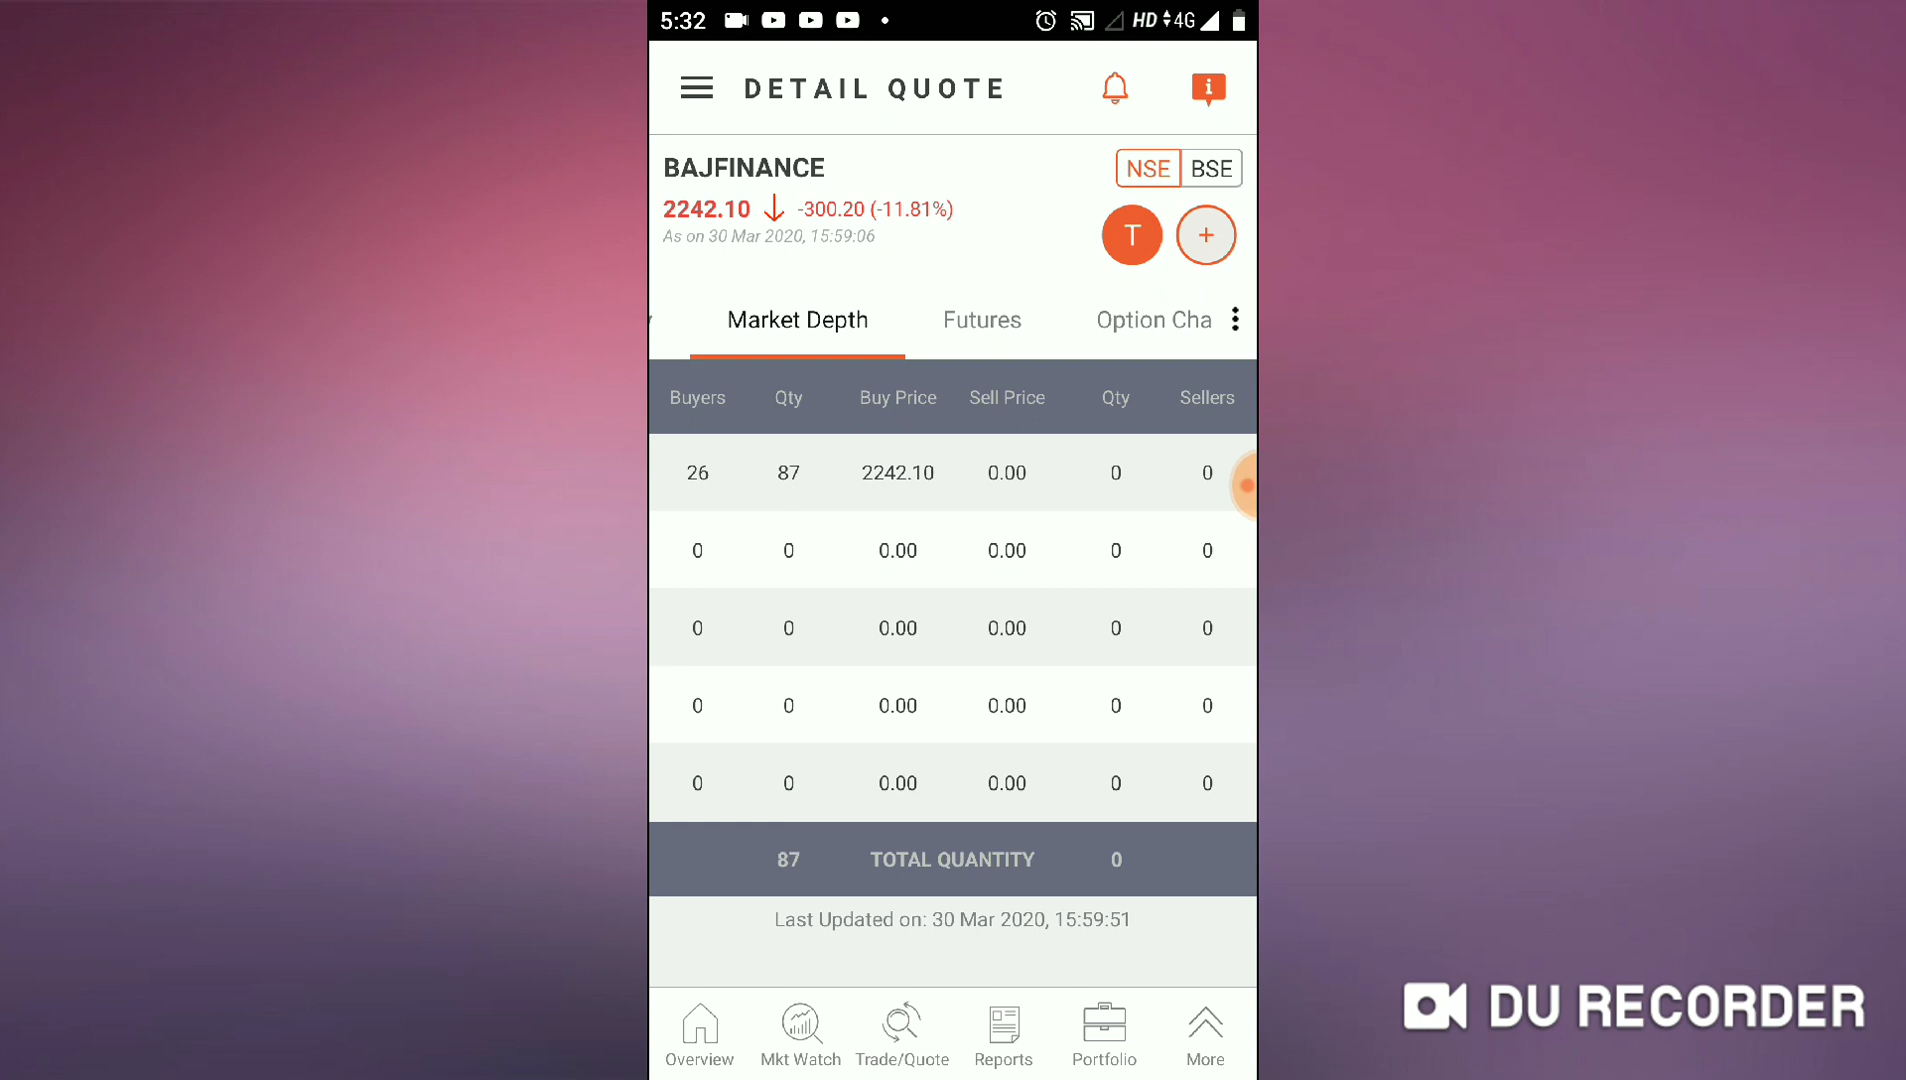 5:32 HD 4G
DETAIL QUOTE
BAJFINANCE NSE BSE
2242.10 -300.20 (-11.81%)
As on 30 Mar 2020, 15:59:06
T +
Market Depth Futures Option Cha
Buyers Qty Buy Price Sell Price Qty Sellers
26 87 2242.10 0.00 0 0
0 0 0.00 0.00 0 0
0 0 0.00 0.00 0 0
0 0 0.00 0.00 0 0
0 0 0.00 0.00 0 0
87 TOTAL QUANTITY 0
Last Updated on: 30 Mar 2020, 15:59:51
Overview Mkt Watch Trade/Quote Reports Portfolio More
DU RECORDER